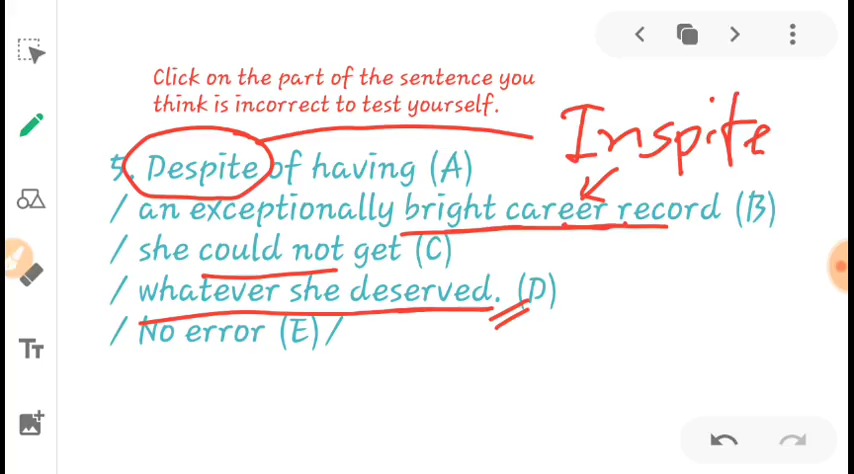 Click on the part of the sentence you
think is incorrect to test yourself.
Inspite
5. Despite of having (A)
/ an exceptionally bright career record (B)
/ she could not get (C)
/ whatever she deserved. (D)
/ No error (E) /
Tт